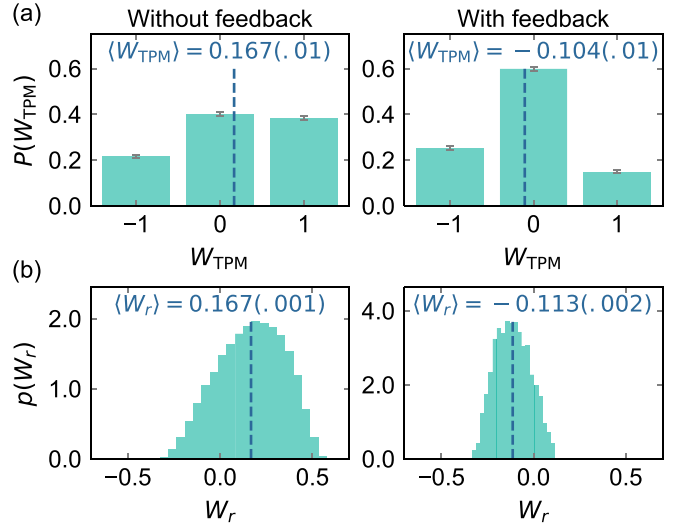 (a)
Without feedback
With feedback
⟨W_TPM⟩ = 0.167(.01)
⟨W_TPM⟩ = −0.104(.01)
P(W_TPM)
0.6
0.4
0.2
0.0
−1 0 1
W_TPM
0.6
0.4
0.2
0.0
−1 0 1
W_TPM
(b)
⟨W_r⟩ = 0.167(.001)
⟨W_r⟩ = −0.113(.002)
p(W_r)
2.0
1.0
0.0
−0.5 0.0 0.5
W_r
4.0
2.0
0.0
−0.5 0.0 0.5
W_r